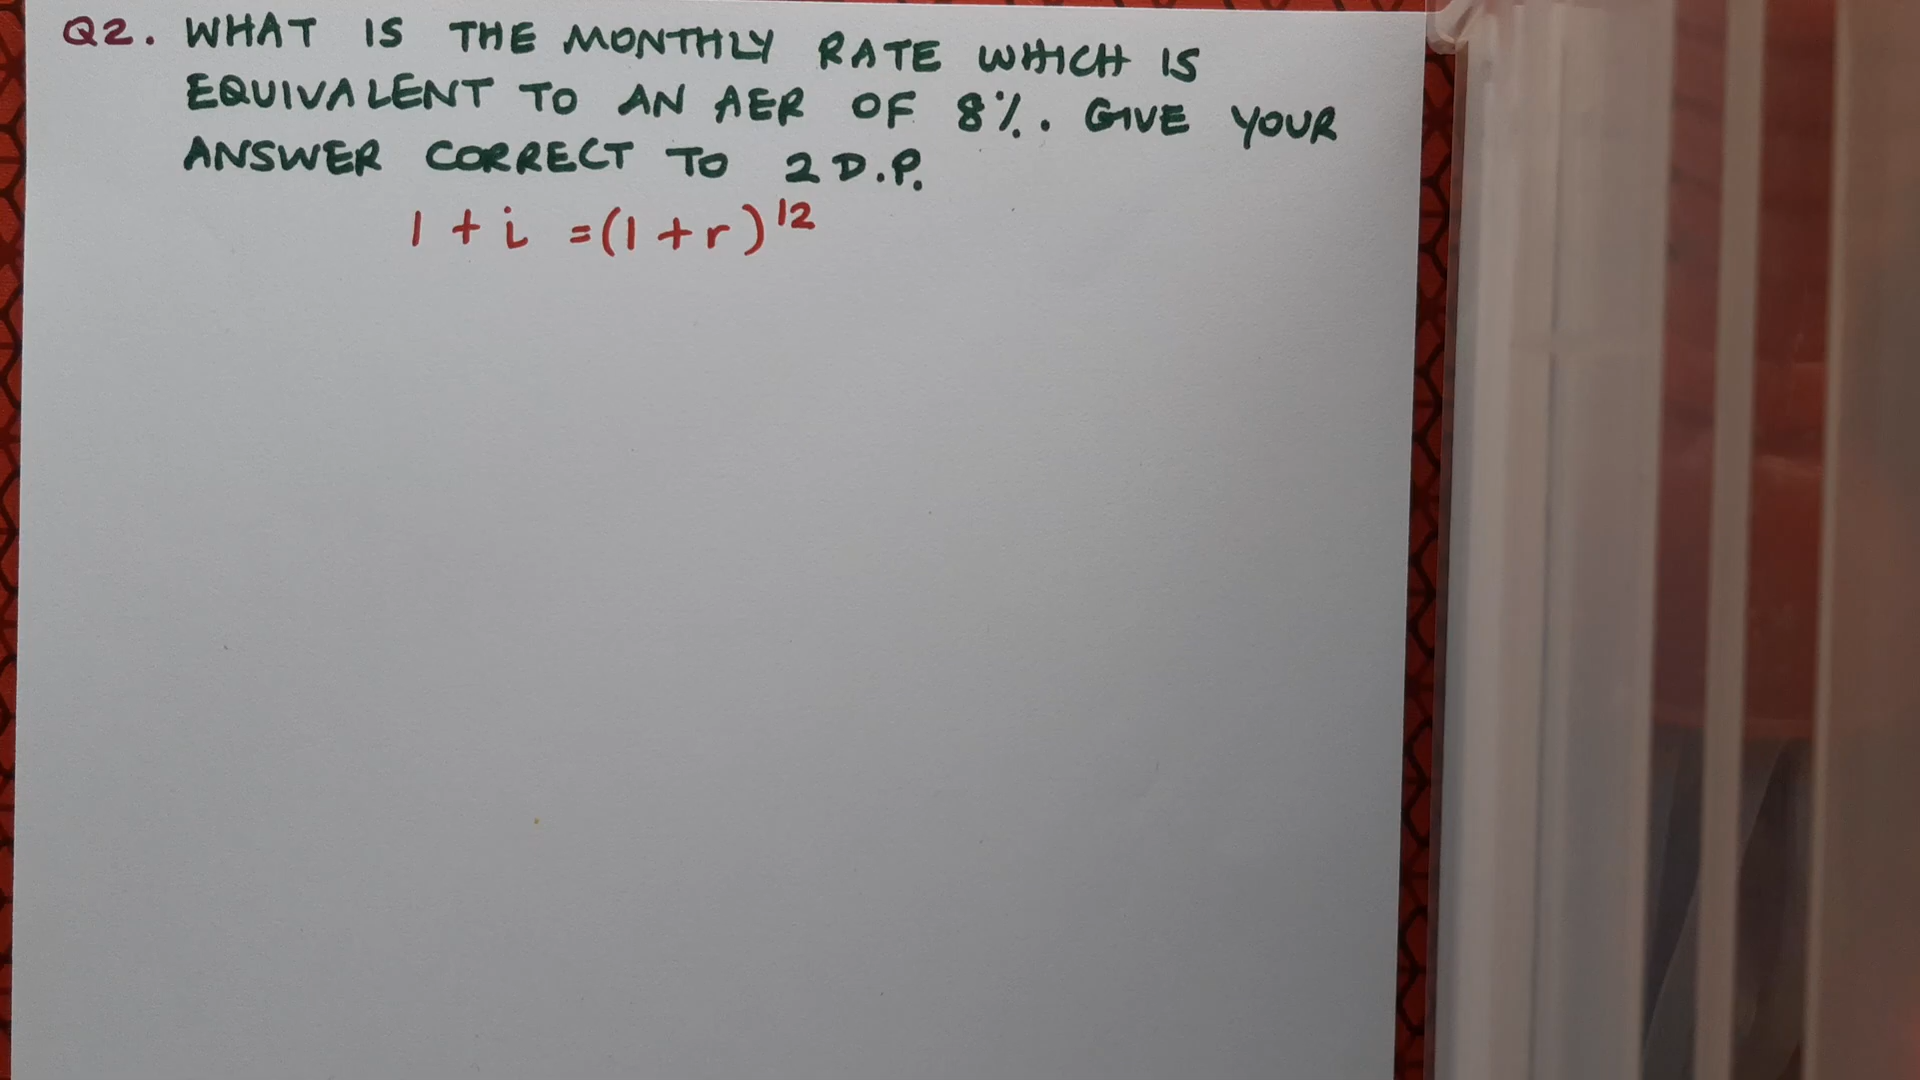 Q2. WHAT IS THE MONTHLY RATE WHICH IS
EQUIVALENT TO AN AER OF 8%. GIVE YOUR
ANSWER CORRECT TO 2 D.P.
1 + i = (1 + r)^12